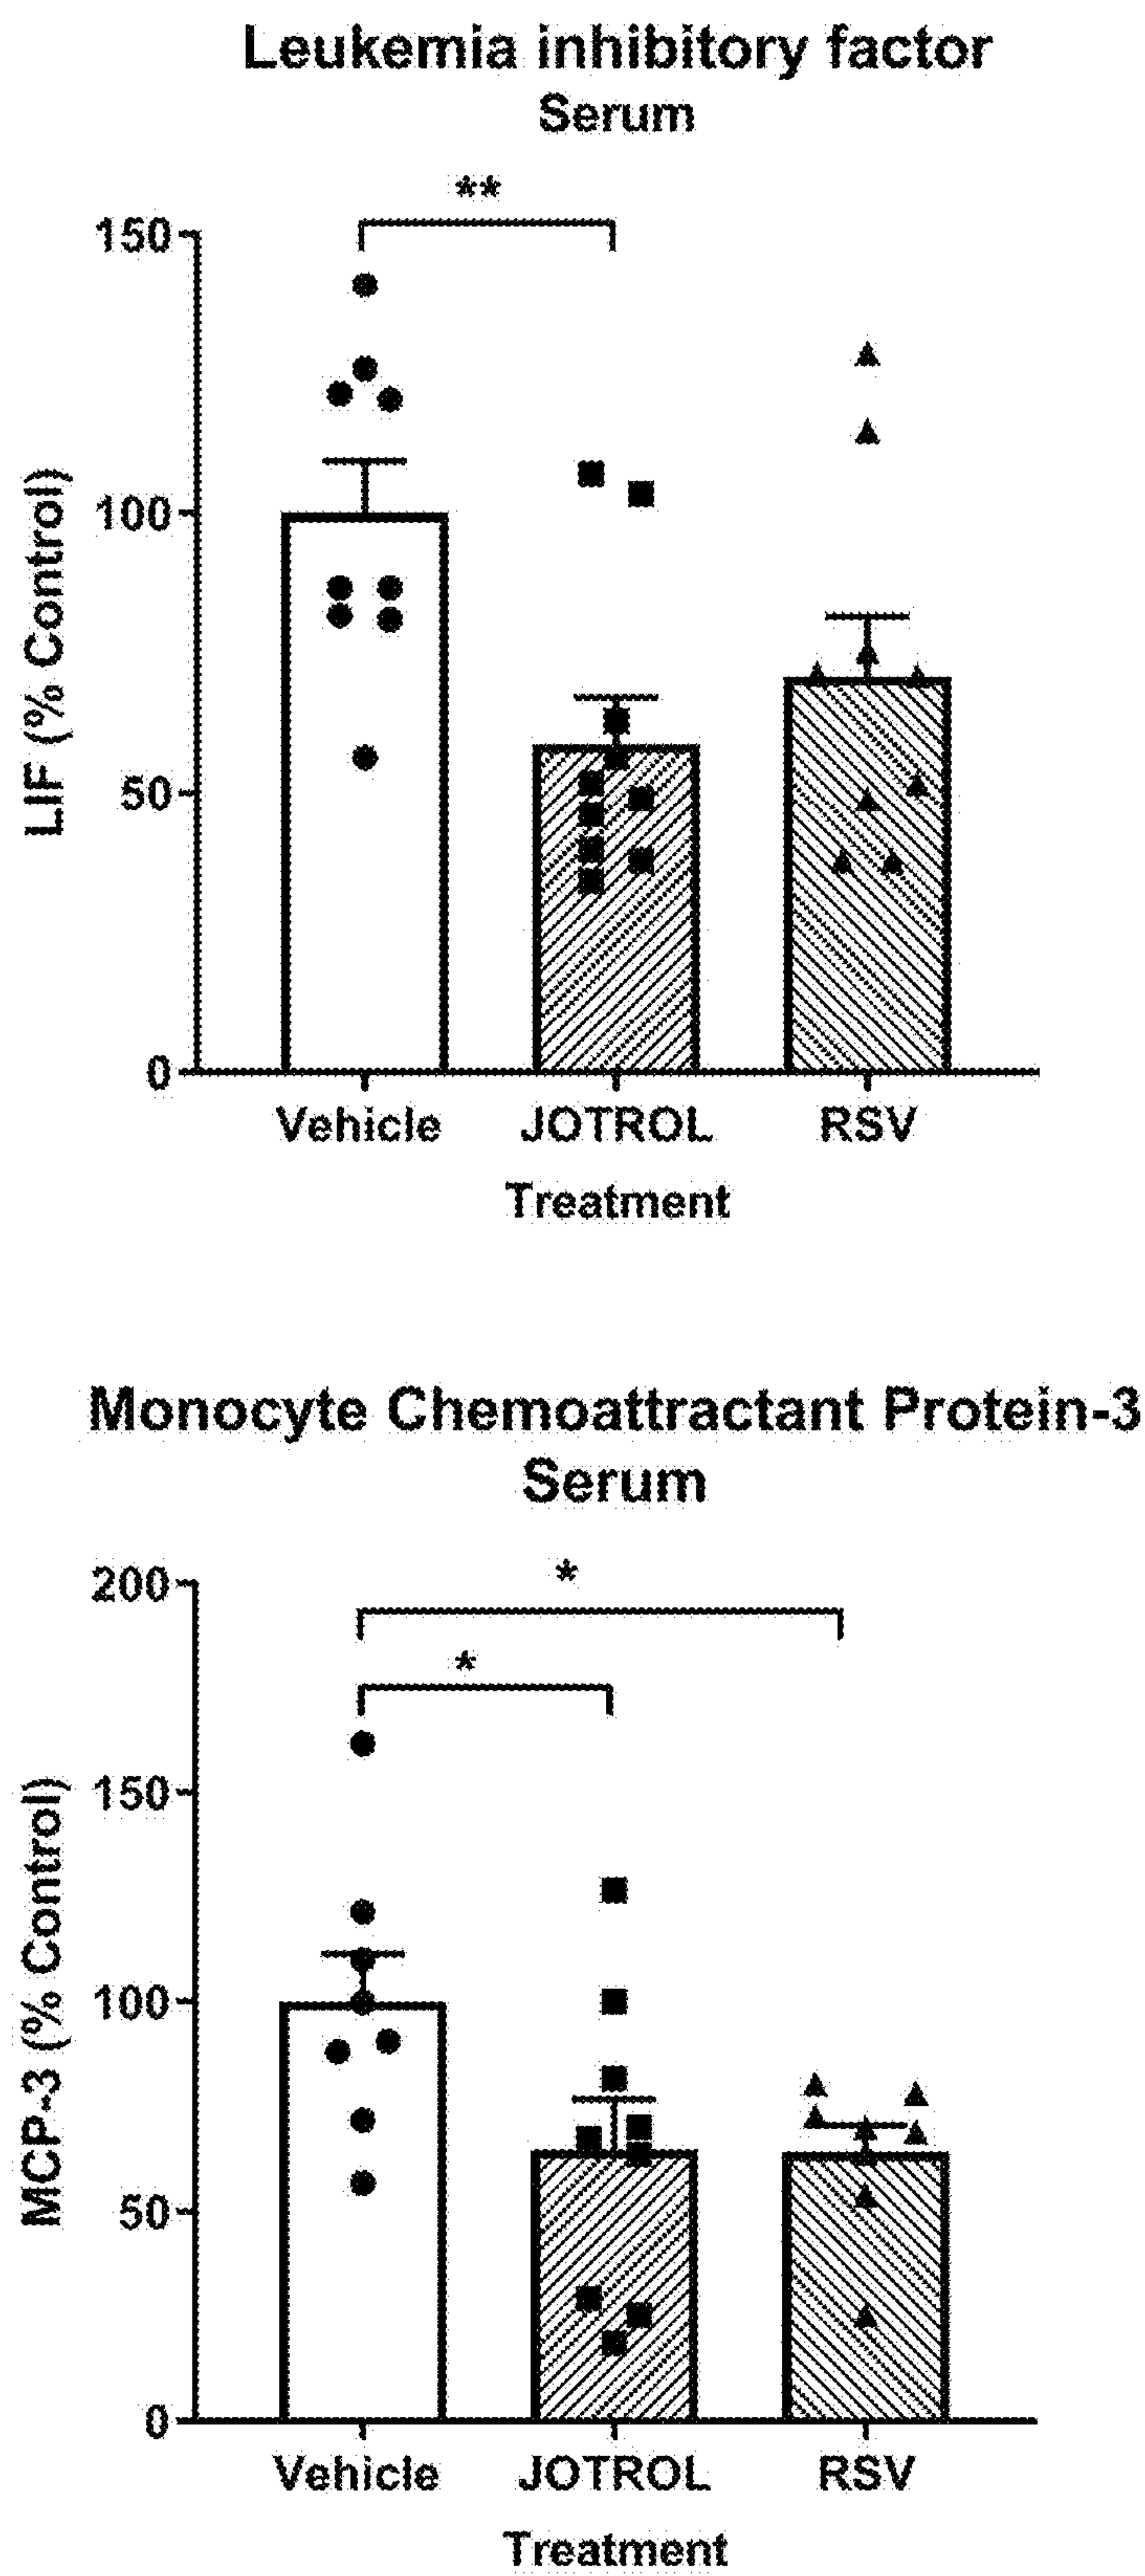 Leukemia inhibitory factor
Serum
**
150
100
50
0
LIF (% Control)
Vehicle JOTROL RSV
Treatment
Monocyte Chemoattractant Protein-3
Serum
*
*
200
150
100
50
0
MCP-3 (% Control)
Vehicle JOTROL RSV
Treatment